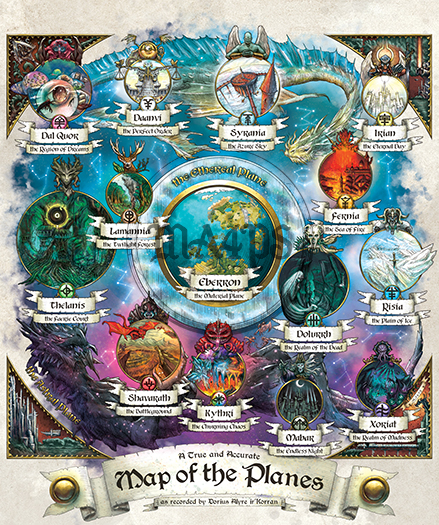 Dal Quor
the Region of Dreams
Daanvi
the Perfect Order
Syrania
the Azure Sky
Irian
the Eternal Day
The Ethereal Plane
Lamannia
the Twilight Forest
Fernia
the Sea of Fire
Eberron
the Material Plane
Thelanis
the Faerie Court
Dolurrh
the Realm of the Dead
Risia
the Plain of Ice
Shavarath
the Battleground
Kythri
the Churning Chaos
Mabar
the Endless Night
Xoriat
the Realm of Madness
A True and Accurate
Map of the Planes
as recorded by Dorius Alyre ir'Korran